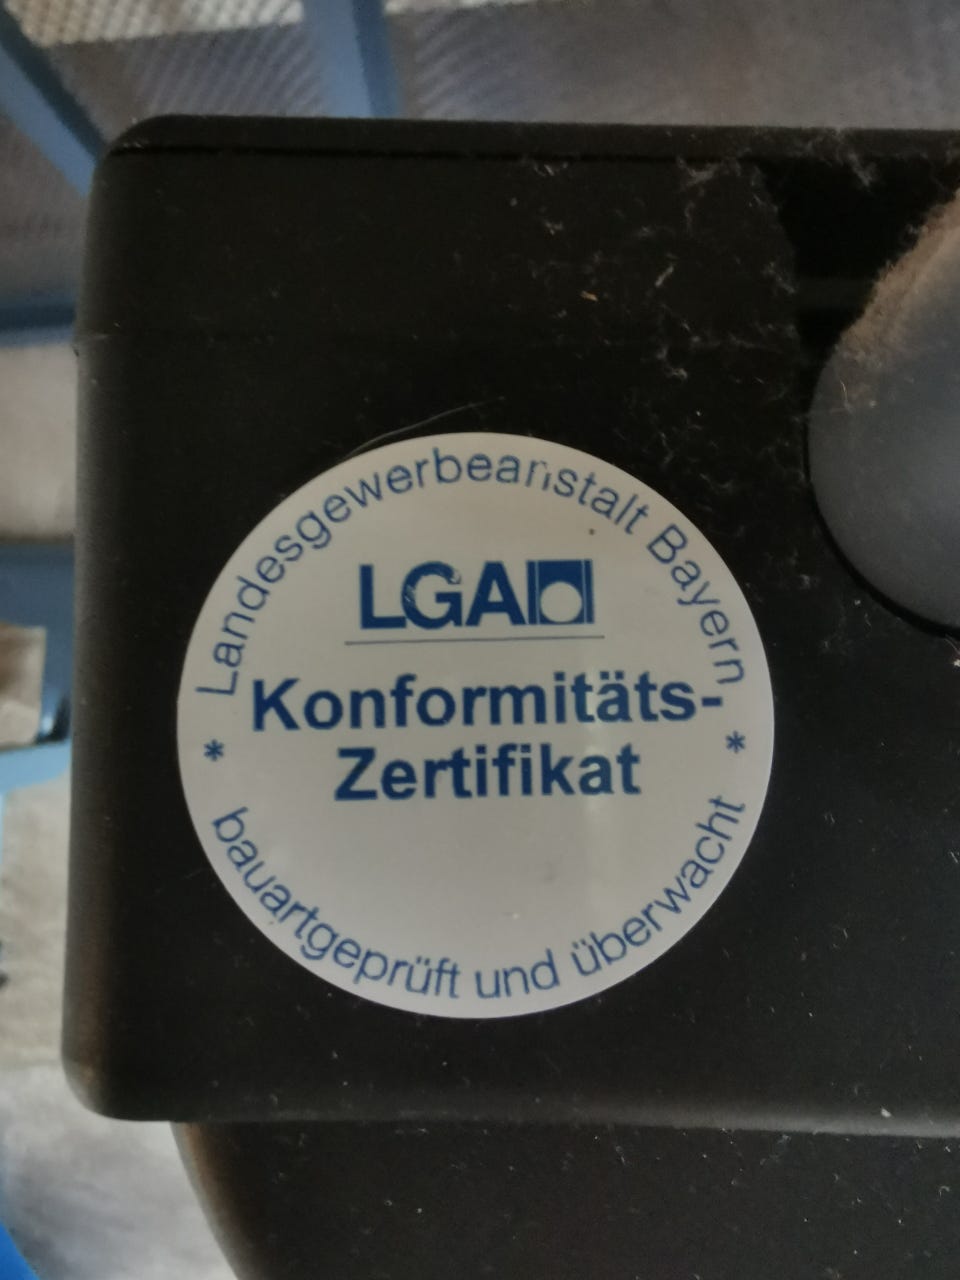 Landesgewerbeanstalt Bayern
LGA
Konformitäts-
Zertifikat
* bauartgeprüft und überwacht *